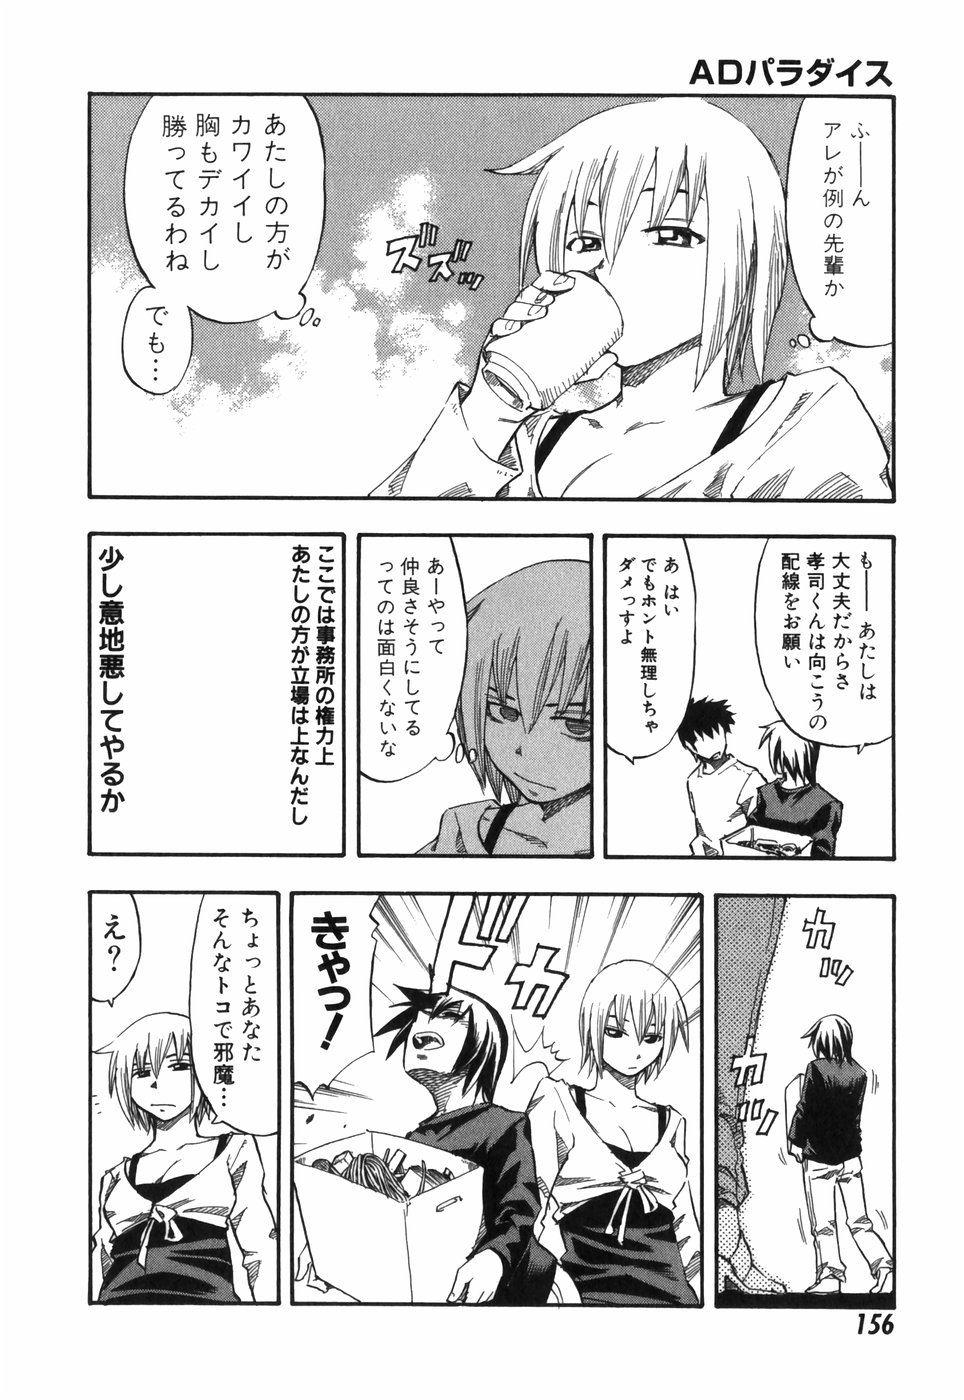 ADパラダイス
ふ――ん
アレが例の先輩か
ズズズッ
あたしの方が
カワイイし
胸もデカイし
勝ってるわね
でも…
も――あたしは
大丈夫だからさ
孝司くんは向こうの
配線をお願い
あ はい
でもホント無理しちゃ
ダメっすよ
あーやって
仲良さそうにしてる
ってのは面白くないな
ここでは事務所の権力上
あたしの方が立場は上なんだし
少し意地悪してやるか
カツ
カツ
ドカッ
きゃっ!
ちょっとあなた
そんなトコで邪魔…
え?
156